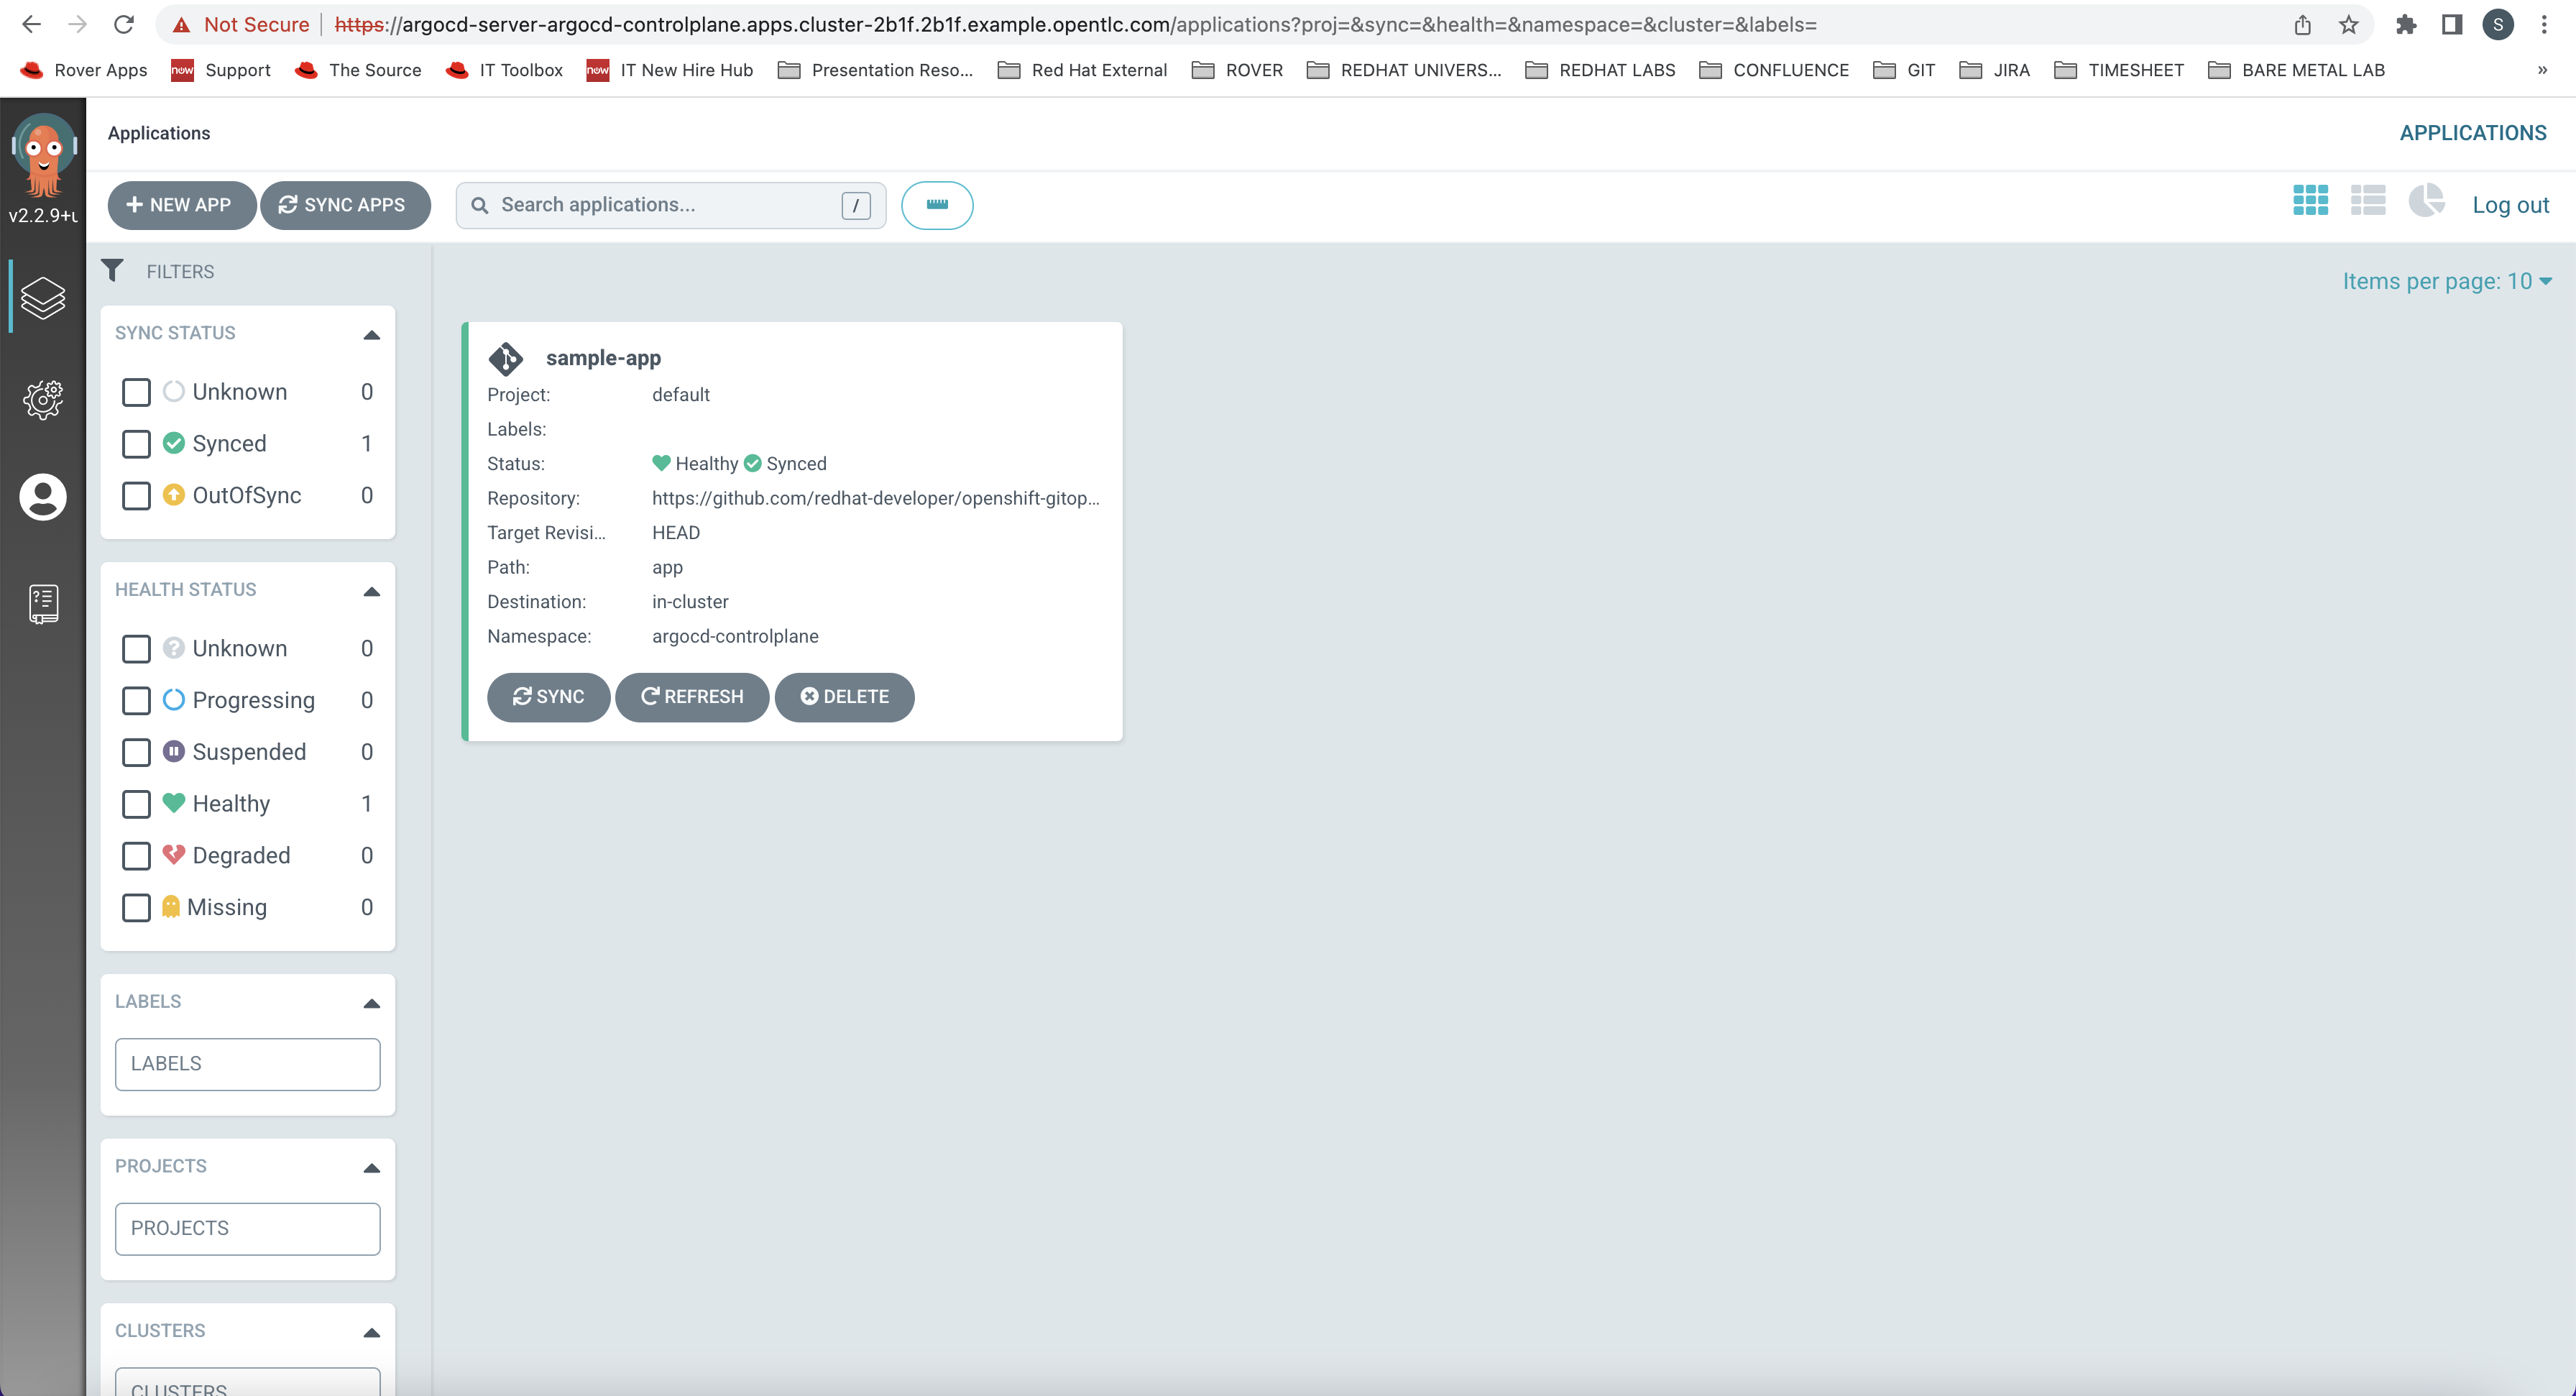 Not Secure https://argocd-server-argocd-controlplane.apps.cluster-2b1f.2b1f.example.opentlc.com/applications?proj=&sync=&health=&namespace=&cluster=&labels= S
Rover Apps now Support The Source IT Toolbox now IT New Hire Hub Presentation Reso... Red Hat External ROVER REDHAT UNIVERS... REDHAT LABS CONFLUENCE GIT JIRA TIMESHEET BARE METAL LAB »
Applications APPLICATIONS
v2.2.9+
NEW APP SYNC APPS Search applications... / Log out
FILTERS
Items per page: 10
SYNC STATUS
Unknown 0
Synced 1
OutOfSync 0
HEALTH STATUS
Unknown 0
Progressing 0
Suspended 0
Healthy 1
Degraded 0
Missing 0
LABELS
LABELS
PROJECTS
PROJECTS
CLUSTERS
CLUSTERS
sample-app
Project: default
Labels:
Status: Healthy Synced
Repository: https://github.com/redhat-developer/openshift-gitop...
Target Revisi... HEAD
Path: app
Destination: in-cluster
Namespace: argocd-controlplane
SYNC REFRESH DELETE